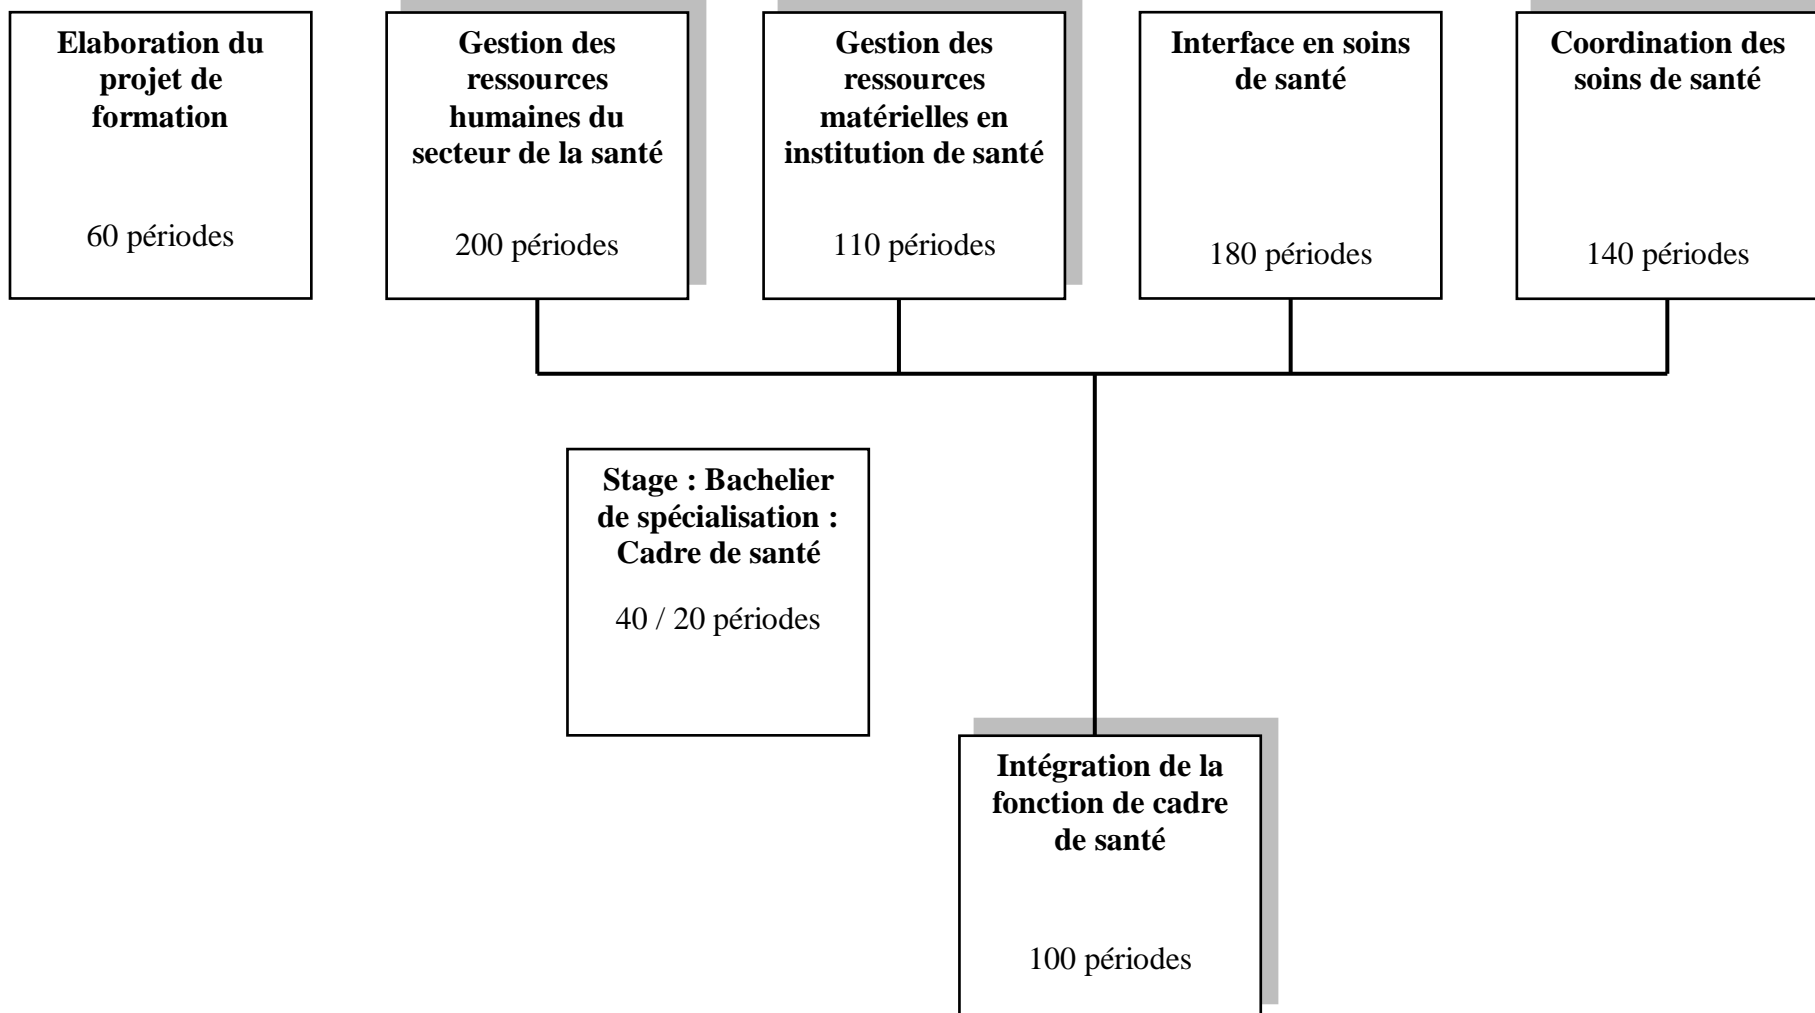 Elaboration du
projet de
formation
60 périodes
Gestion des
ressources
humaines du
secteur de la santé
200 périodes
Gestion des
ressources
matérielles en
institution de santé
110 périodes
Interface en soins
de santé
180 périodes
Coordination des
soins de santé
140 périodes
Stage : Bachelier
de spécialisation :
Cadre de santé
40 / 20 périodes
Intégration de la
fonction de cadre
de santé
100 périodes